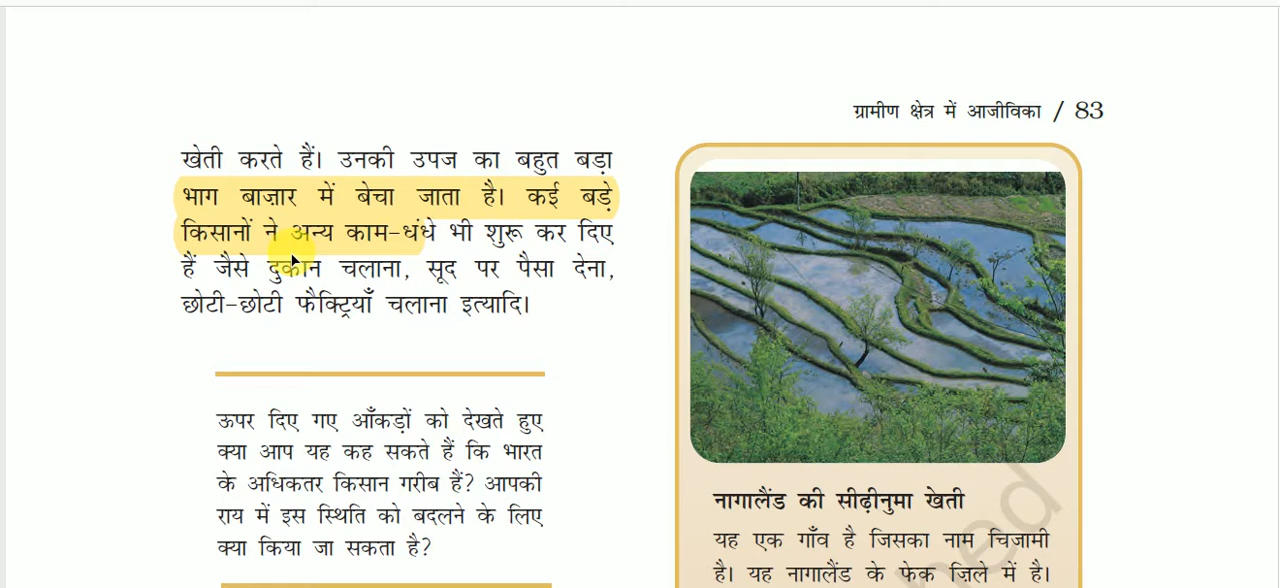 ग्रामीण क्षेत्र में आजीविका / 83
खेती करते हैं। उनकी उपज का बहुत बड़ा
भाग बाज़ार में बेचा जाता है। कई बड़े
किसानों ने अन्य काम-धंधे भी शुरू कर दिए
हैं जैसे दुकान चलाना, सूद पर पैसा देना,
छोटी-छोटी फैक्ट्रियाँ चलाना इत्यादि।
ऊपर दिए गए आँकड़ों को देखते हुए
क्या आप यह कह सकते हैं कि भारत
के अधिकतर किसान गरीब हैं? आपकी
राय में इस स्थिति को बदलने के लिए
क्या किया जा सकता है?
नागालैंड की सीढ़ीनुमा खेती
यह एक गाँव है जिसका नाम चिजामी
है। यह नागालैंड के फेक ज़िले में है।